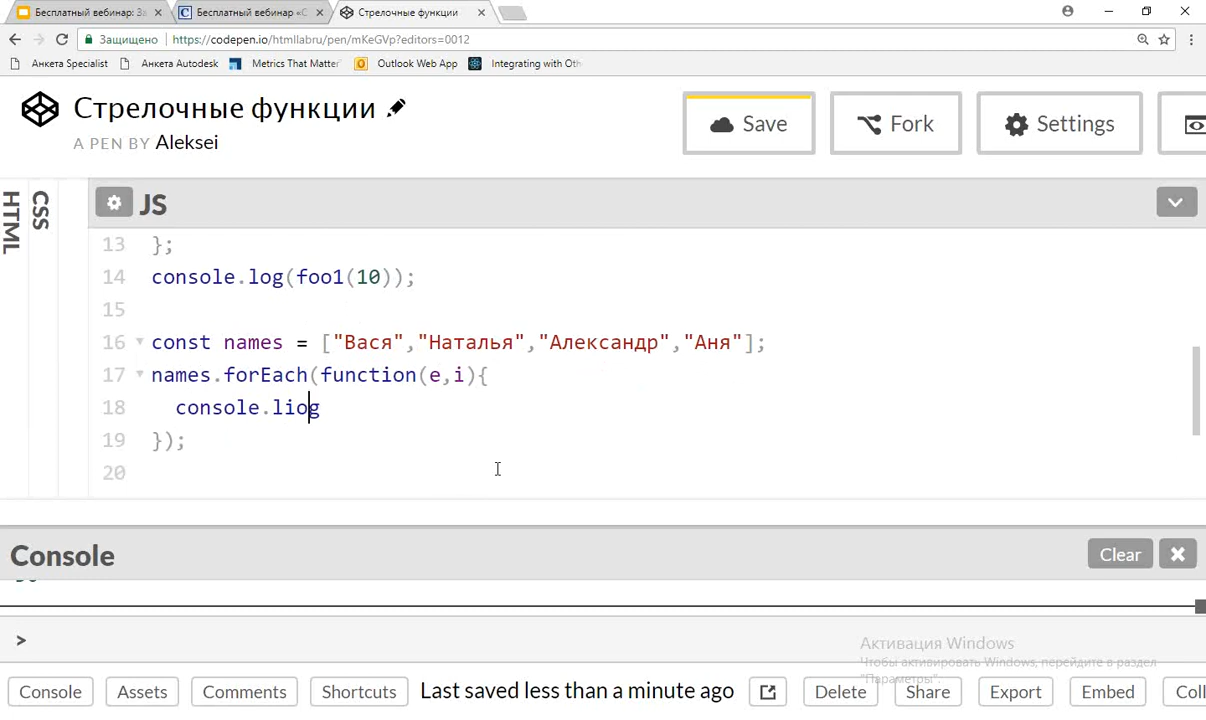 Бесплатный вебинар: За
Бесплатный вебинар «С
Стрелочные функции
Защищено
https://codepen.io/htmllabru/pen/mKeGVp?editors=0012
Анкета Specialist
Анкета Autodesk
Metrics That Matter
Outlook Web App
Integrating with Oth
Стрелочные функции
A PEN BY Aleksei
Save
Fork
Settings
HTML
CSS
JS
13 };
14 console.log(foo1(10));
15
16 const names = ["Вася","Наталья","Александр","Аня"];
17 names.forEach(function(e,i){
18 console.liog
19 });
20
Console
Clear
>
Активация Windows
Чтобы активировать Windows, перейдите в раздел
"Параметры".
Console
Assets
Comments
Shortcuts
Last saved less than a minute ago
Delete
Share
Export
Embed
Coll